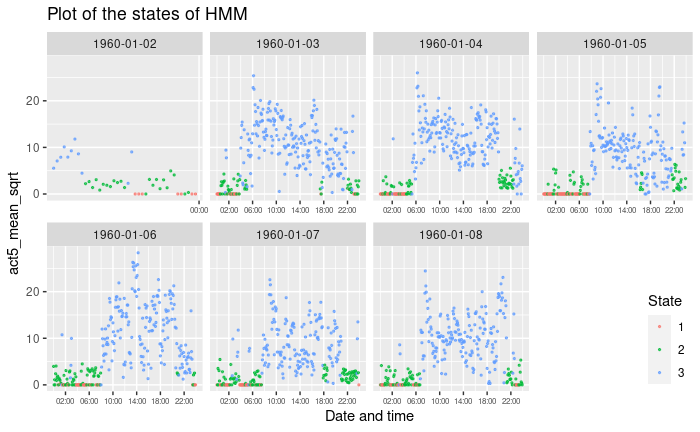 Plot of the states of HMM
1960-01-02 1960-01-03 1960-01-04 1960-01-05
20
10
0
00:00 02:00 06:00 10:00 14:00 18:00 22:00 02:00 06:00 10:00 14:00 18:00 22:00 02:00 06:00 10:00 14:00 18:00 22:00
act5_mean_sqrt
1960-01-06 1960-01-07 1960-01-08
20
10
0
02:00 06:00 10:00 14:00 18:00 22:00 02:00 06:00 10:00 14:00 18:00 22:00 02:00 06:00 10:00 14:00 18:00 22:00
Date and time
State
1
2
3